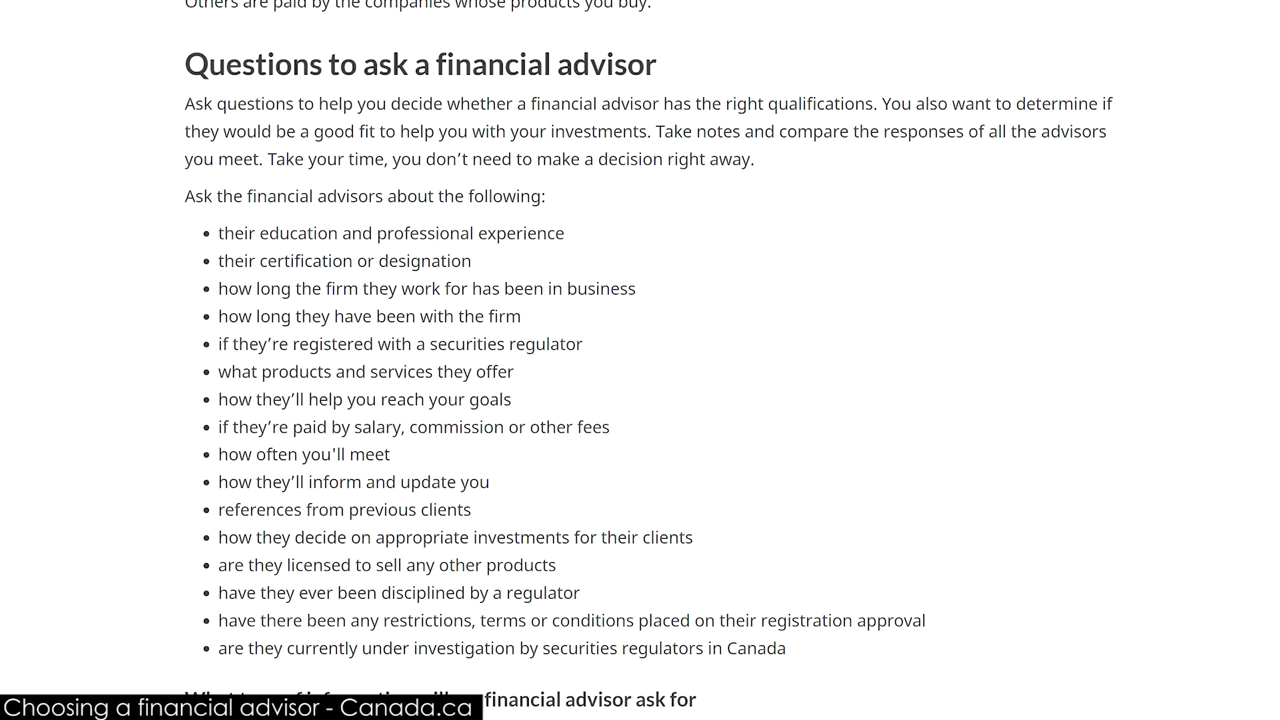 Others are paid by the companies whose products you buy.
Questions to ask a financial advisor
Ask questions to help you decide whether a financial advisor has the right qualifications. You also want to determine if
they would be a good fit to help you with your investments. Take notes and compare the responses of all the advisors
you meet. Take your time, you don’t need to make a decision right away.
Ask the financial advisors about the following:
• their education and professional experience
• their certification or designation
• how long the firm they work for has been in business
• how long they have been with the firm
• if they’re registered with a securities regulator
• what products and services they offer
• how they’ll help you reach your goals
• if they’re paid by salary, commission or other fees
• how often you'll meet
• how they’ll inform and update you
• references from previous clients
• how they decide on appropriate investments for their clients
• are they licensed to sell any other products
• have they ever been disciplined by a regulator
• have there been any restrictions, terms or conditions placed on their registration approval
• are they currently under investigation by securities regulators in Canada
financial advisor ask for
Choosing a financial advisor - Canada.ca